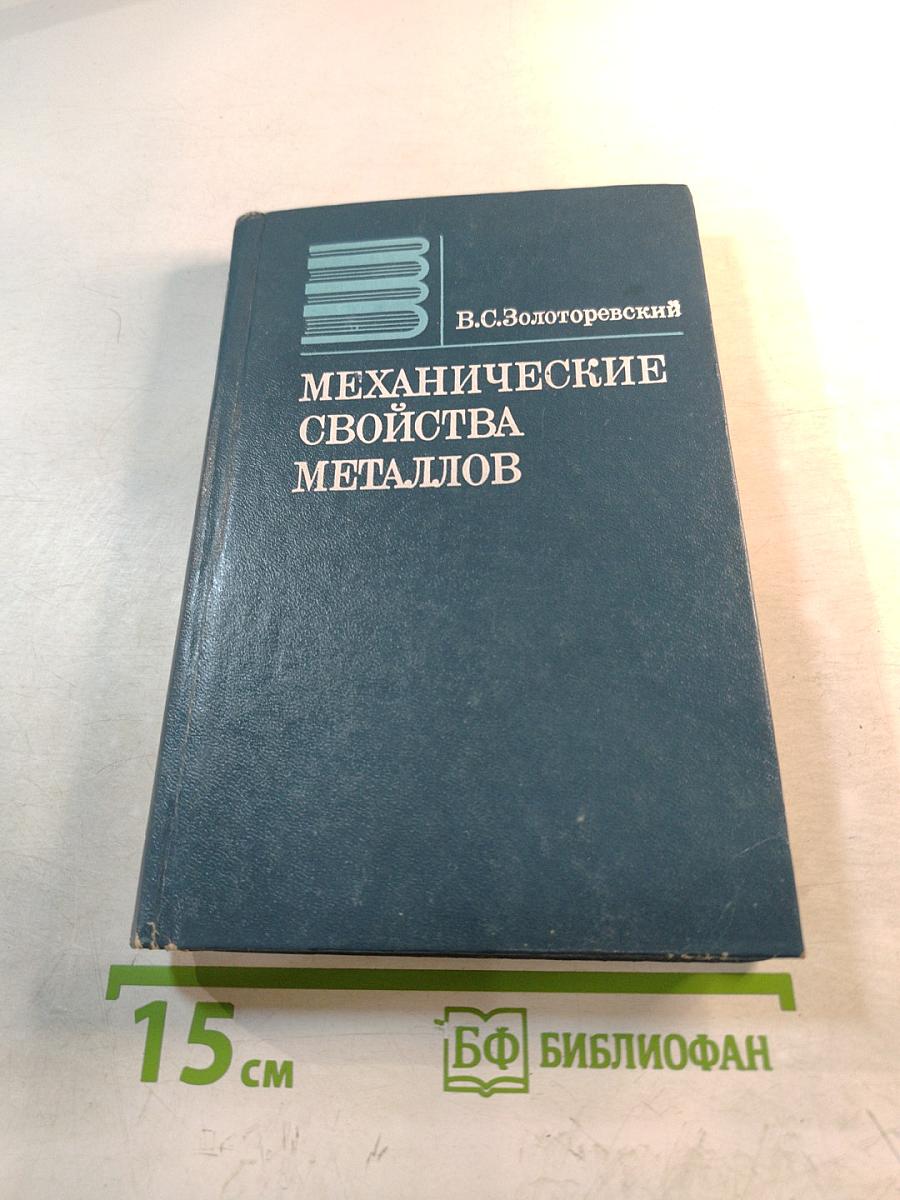 В.С.Золоторевский
МЕХАНИЧЕСКИЕ
СВОЙСТВА
МЕТАЛЛОВ
15 см
БФ БИБЛИОФАН